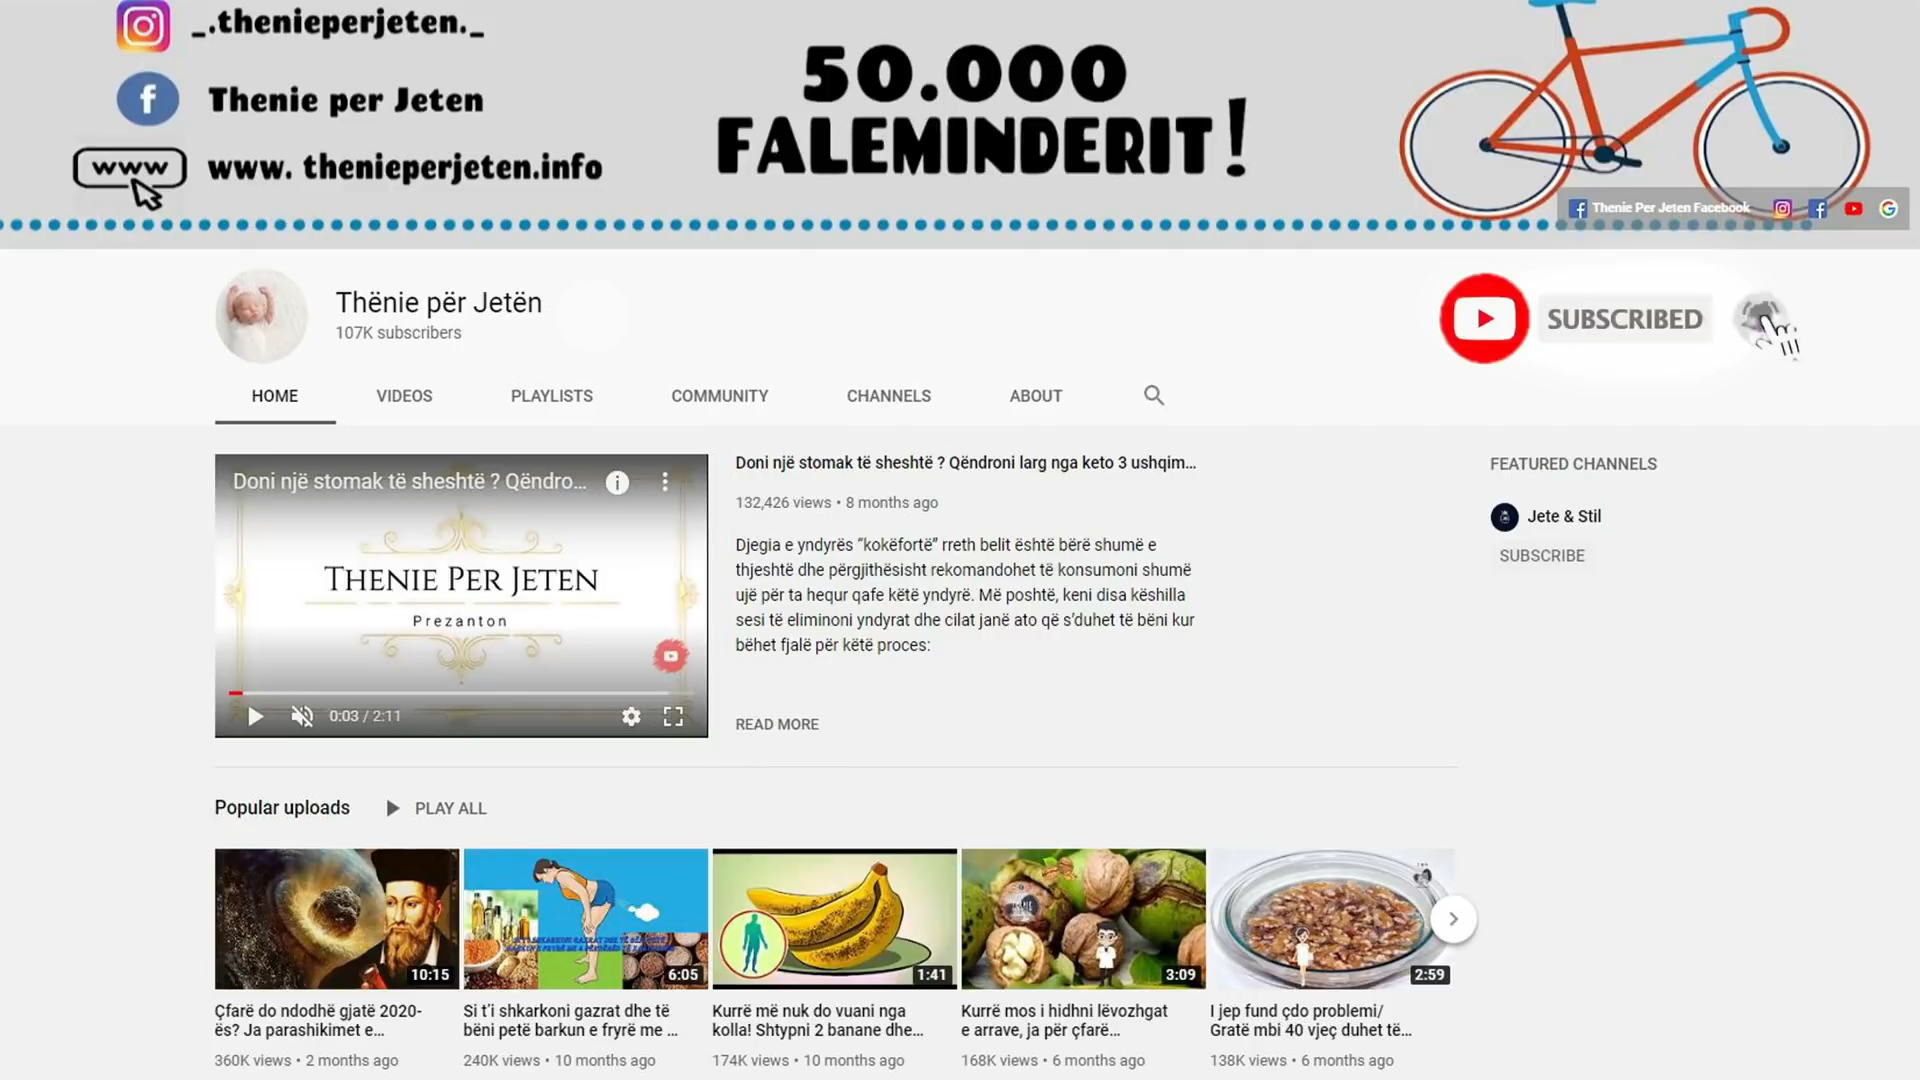 _.thenieperjeten._
Thenie per Jeten
www
www. thenieperjeten.info
50.000
FALEMINDERIT!
Thenie Per Jeten Facebook
Thënie për Jetën
107K subscribers
SUBSCRIBED
HOME
VIDEOS
PLAYLISTS
COMMUNITY
CHANNELS
ABOUT
Doni një stomak të sheshtë ? Qëndro...
THENIE PER JETEN
Prezanton
0:03 / 2:11
Doni një stomak të sheshtë ? Qëndroni larg nga keto 3 ushqim...
132,426 views • 8 months ago
Djegia e yndyrës “kokëfortë” rreth belit është bërë shumë e
thjeshtë dhe përgjithësisht rekomandohet të konsumoni shumë
ujë për ta hequr qafe këtë yndyrë. Më poshtë, keni disa këshilla
sesi të eliminoni yndyrat dhe cilat janë ato që s’duhet të bëni kur
bëhet fjalë për këtë proces:
READ MORE
FEATURED CHANNELS
Jete & Stil
SUBSCRIBE
Popular uploads
PLAY ALL
10:15
6:05
1:41
3:09
2:59
Çfarë do ndodhë gjatë 2020-
ës? Ja parashikimet e...
360K views • 2 months ago
Si t’i shkarkoni gazrat dhe të
bëni petë barkun e fryrë me ...
240K views • 10 months ago
Kurrë më nuk do vuani nga
kolla! Shtypni 2 banane dhe...
174K views • 10 months ago
Kurrë mos i hidhni lëvozhgat
e arrave, ja për çfarë...
168K views • 6 months ago
I jep fund çdo problemi/
Gratë mbi 40 vjeç duhet të...
138K views • 6 months ago